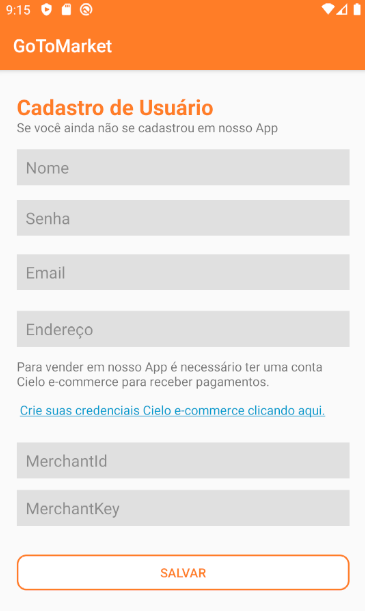 9:15
GoToMarket
Cadastro de Usuário
Se você ainda não se cadastrou em nosso App
Nome
Senha
Email
Endereço
Para vender em nosso App é necessário ter uma conta
Cielo e-commerce para receber pagamentos.
Crie suas credenciais Cielo e-commerce clicando aqui.
MerchantId
MerchantKey
SALVAR